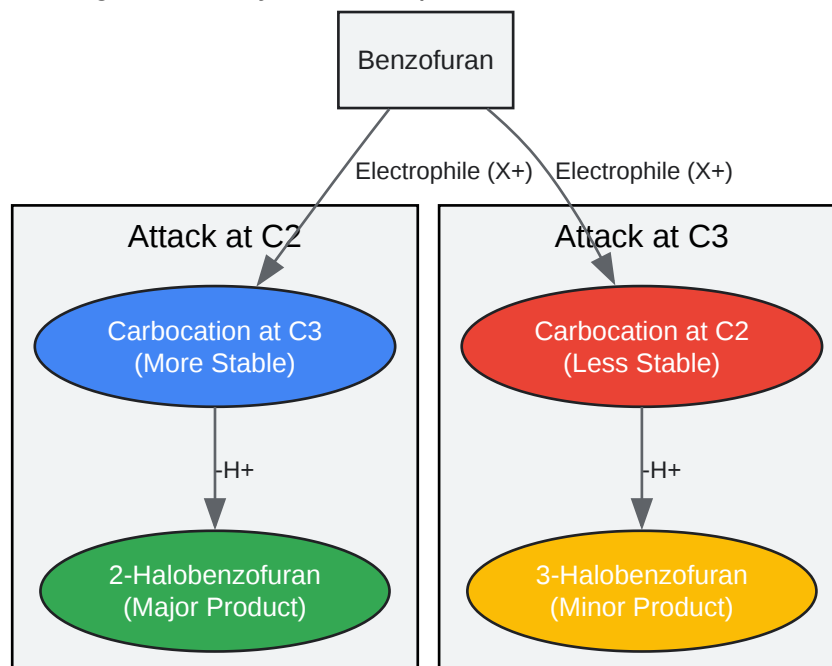 Benzofuran
Electrophile (X+)
Electrophile (X+)
Attack at C2
Attack at C3
Carbocation at C3
(More Stable)
Carbocation at C2
(Less Stable)
-H+
-H+
2-Halobenzofuran
(Major Product)
3-Halobenzofuran
(Minor Product)